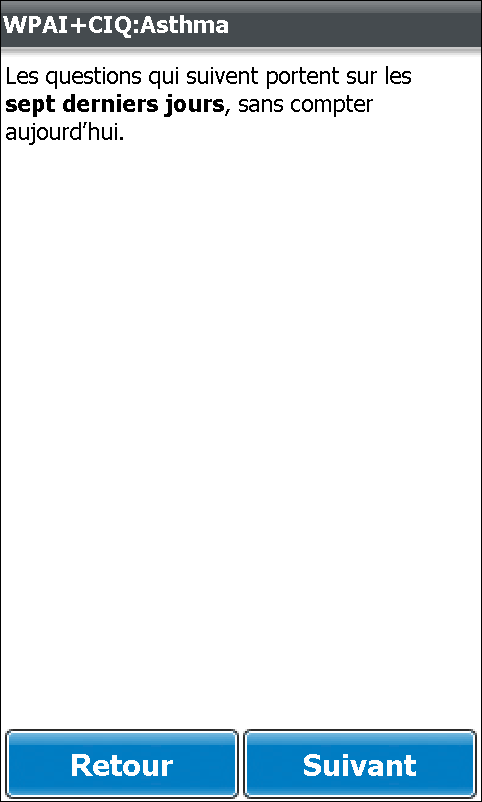 WPAI+CIQ:Asthma
Les questions qui suivent portent sur les
sept derniers jours, sans compter
aujourd’hui.
Retour
Suivant